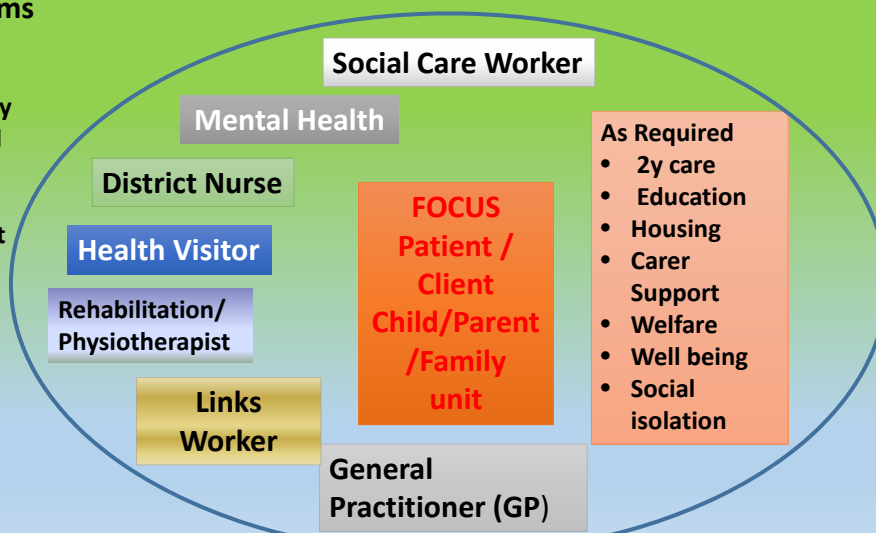 Social Care Worker
Mental Health
District Nurse
Health Visitor
Rehabilitation/
Physiotherapist
Links
Worker
General
Practitioner (GP)
FOCUS
Patient /
Client
Child/Parent
/Family
unit
As Required
• 2y care
• Education
• Housing
• Carer
Support
• Welfare
• Well being
• Social
isolation